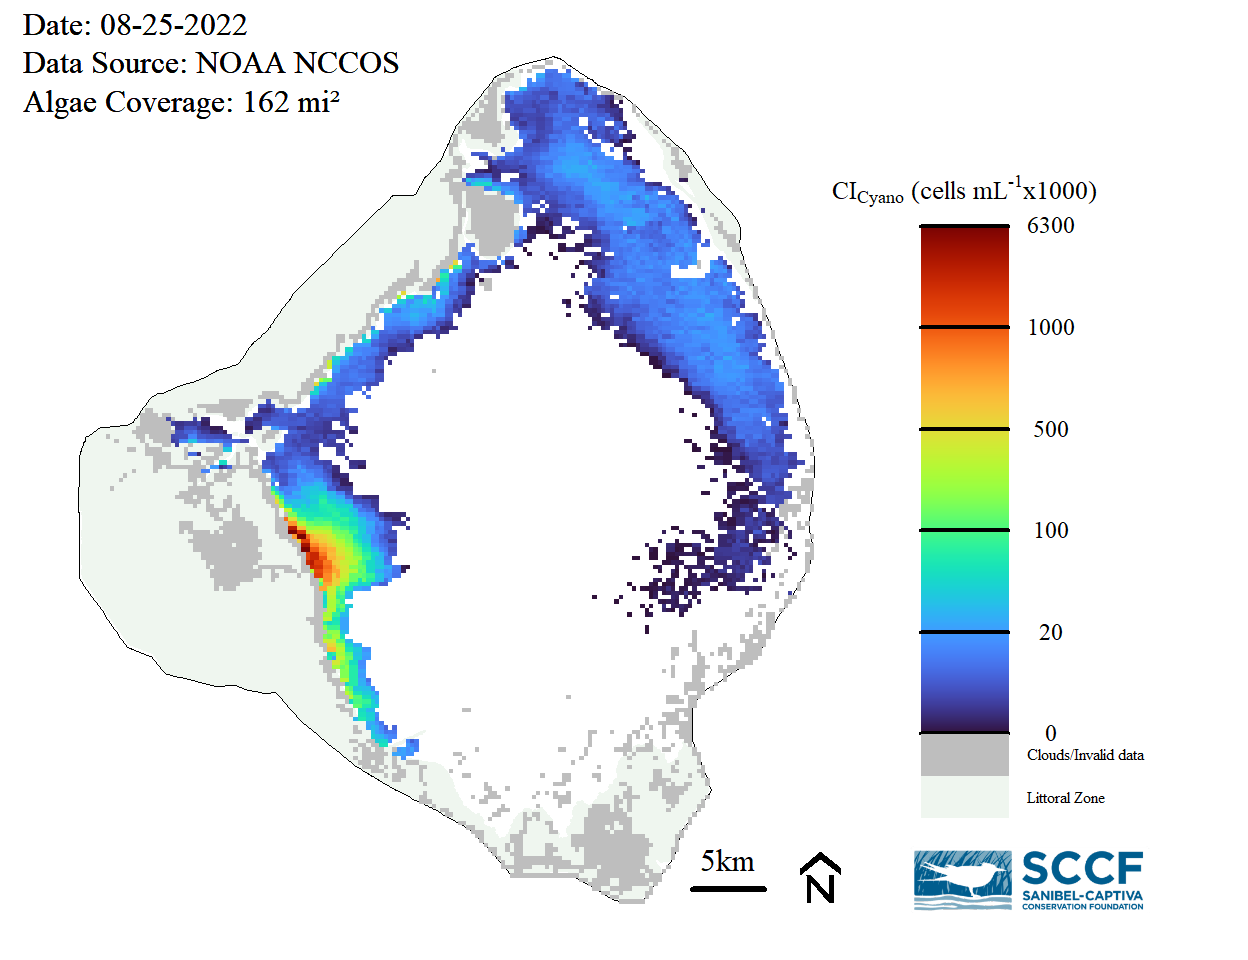 Date: 08-25-2022
Data Source: NOAA NCCOS
Algae Coverage: 162 mi²
CI_Cyano (cells mL⁻¹x1000)
6300
1000
500
100
20
0
Clouds/Invalid data
Littoral Zone
5km
N
SCCF
SANIBEL-CAPTIVA
CONSERVATION FOUNDATION